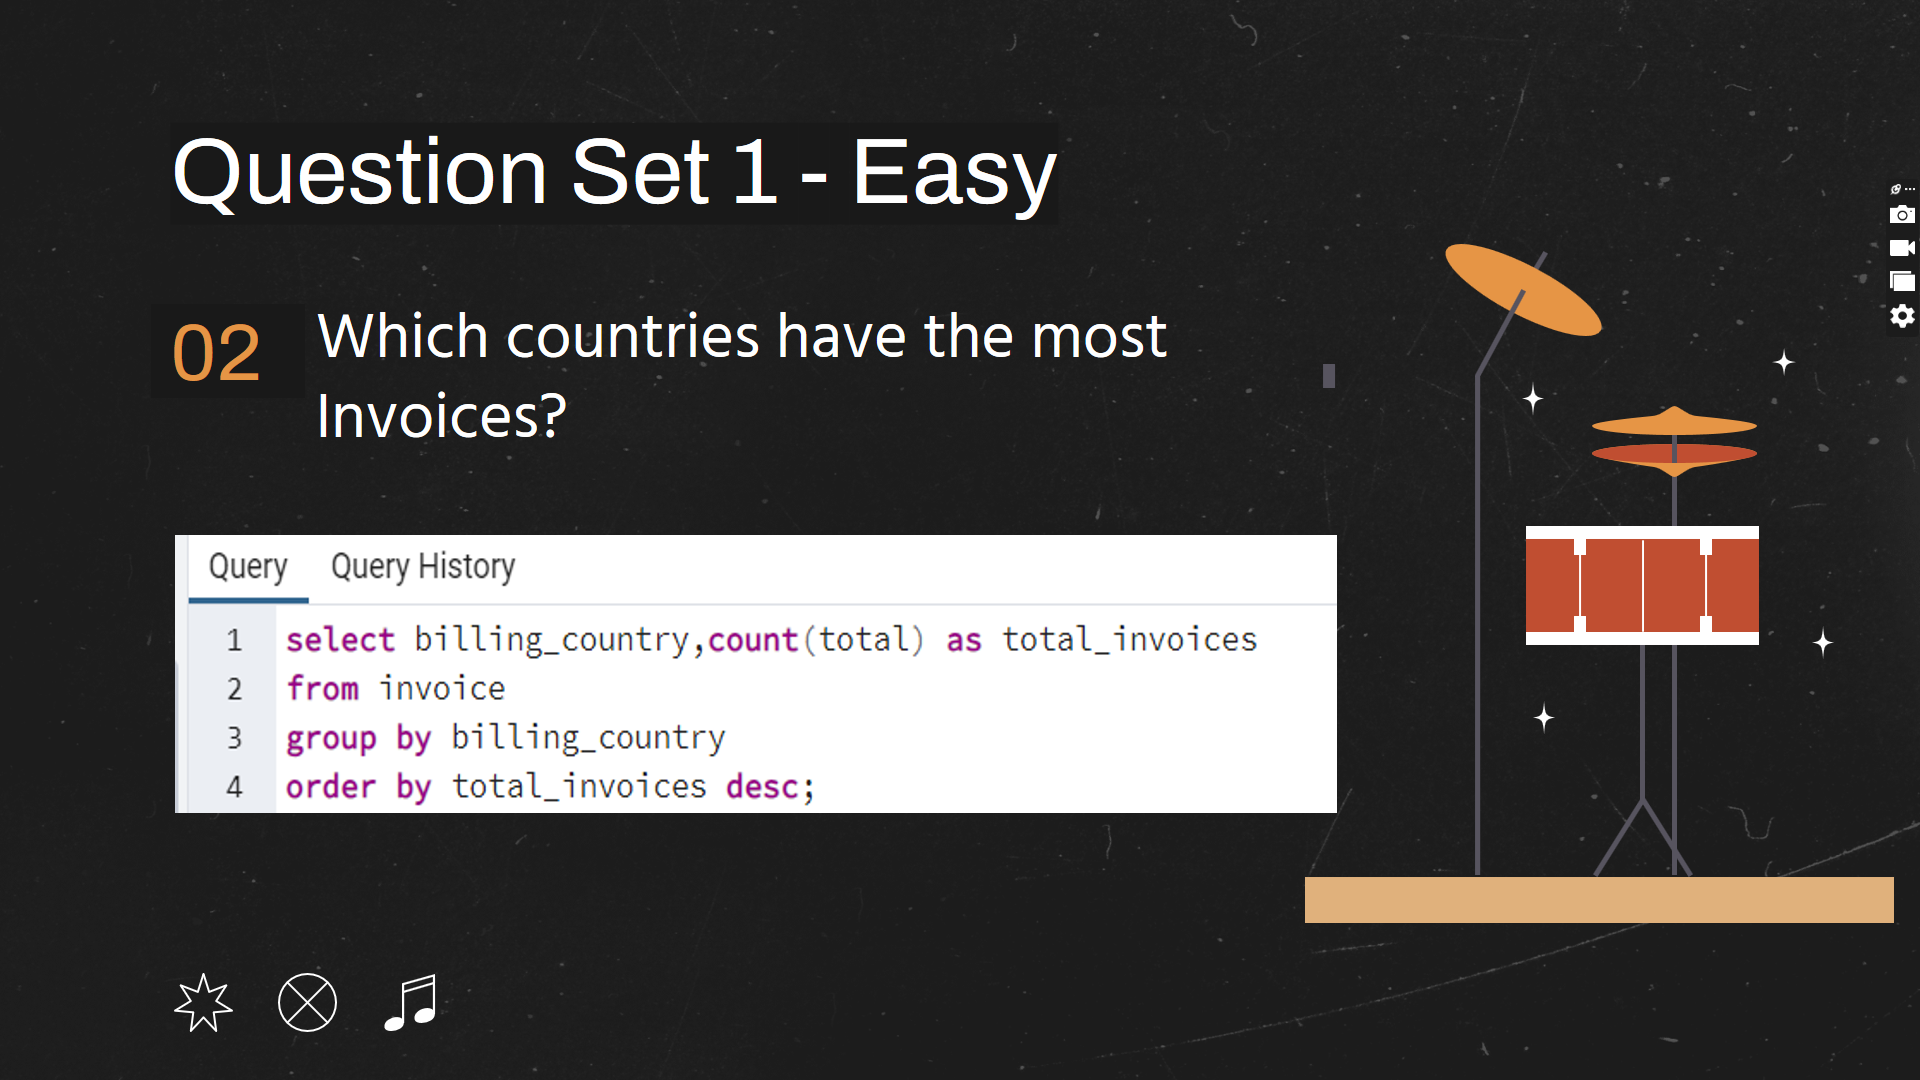 Question Set 1 - Easy
02 Which countries have the most
Invoices?
Query Query History
1 select billing_country,count(total) as total_invoices
2 from invoice
3 group by billing_country
4 order by total_invoices desc;